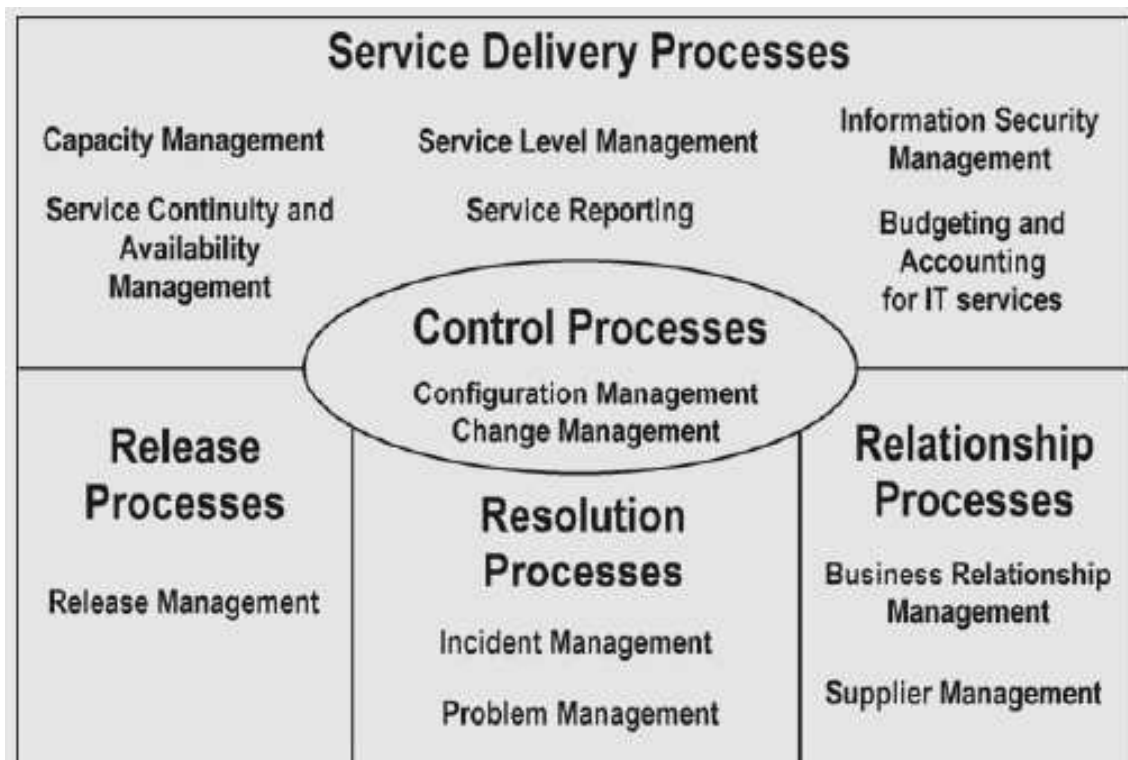 Service Delivery Processes
Capacity Management
Service Continuity and
Availability
Management
Service Level Management
Service Reporting
Information Security
Management
Budgeting and
Accounting
for IT services
Control Processes
Configuration Management
Change Management
Release
Processes
Release Management
Resolution
Processes
Incident Management
Problem Management
Relationship
Processes
Business Relationship
Management
Supplier Management